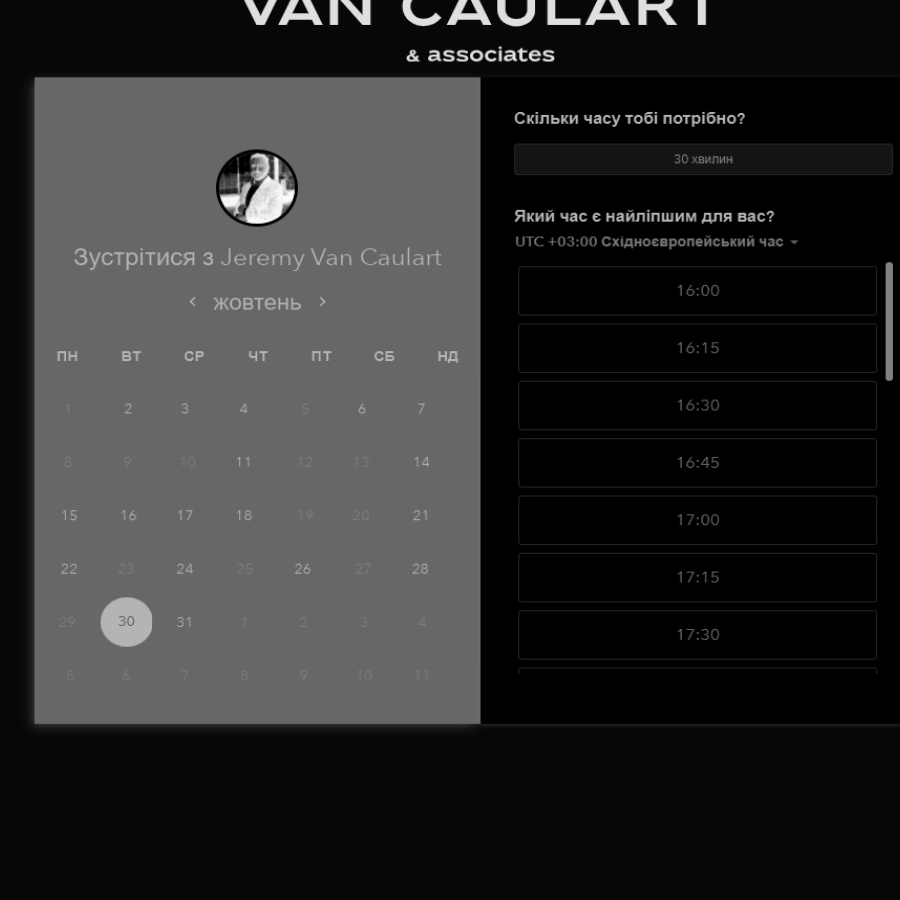 VAN CAULART
& associates
Зустрітися з Jeremy Van Caulart
жовтень
ПН ВТ СР ЧТ ПТ СБ НД
1 2 3 4 5 6 7
8 9 10 11 12 13 14
15 16 17 18 19 20 21
22 23 24 25 26 27 28
29 30 31 1 2 3 4
5 6 7 8 9 10 11
Скільки часу тобі потрібно?
30 хвилин
Який час є найліпшим для вас?
UTC +03:00 Східноєвропейський час
16:00
16:15
16:30
16:45
17:00
17:15
17:30